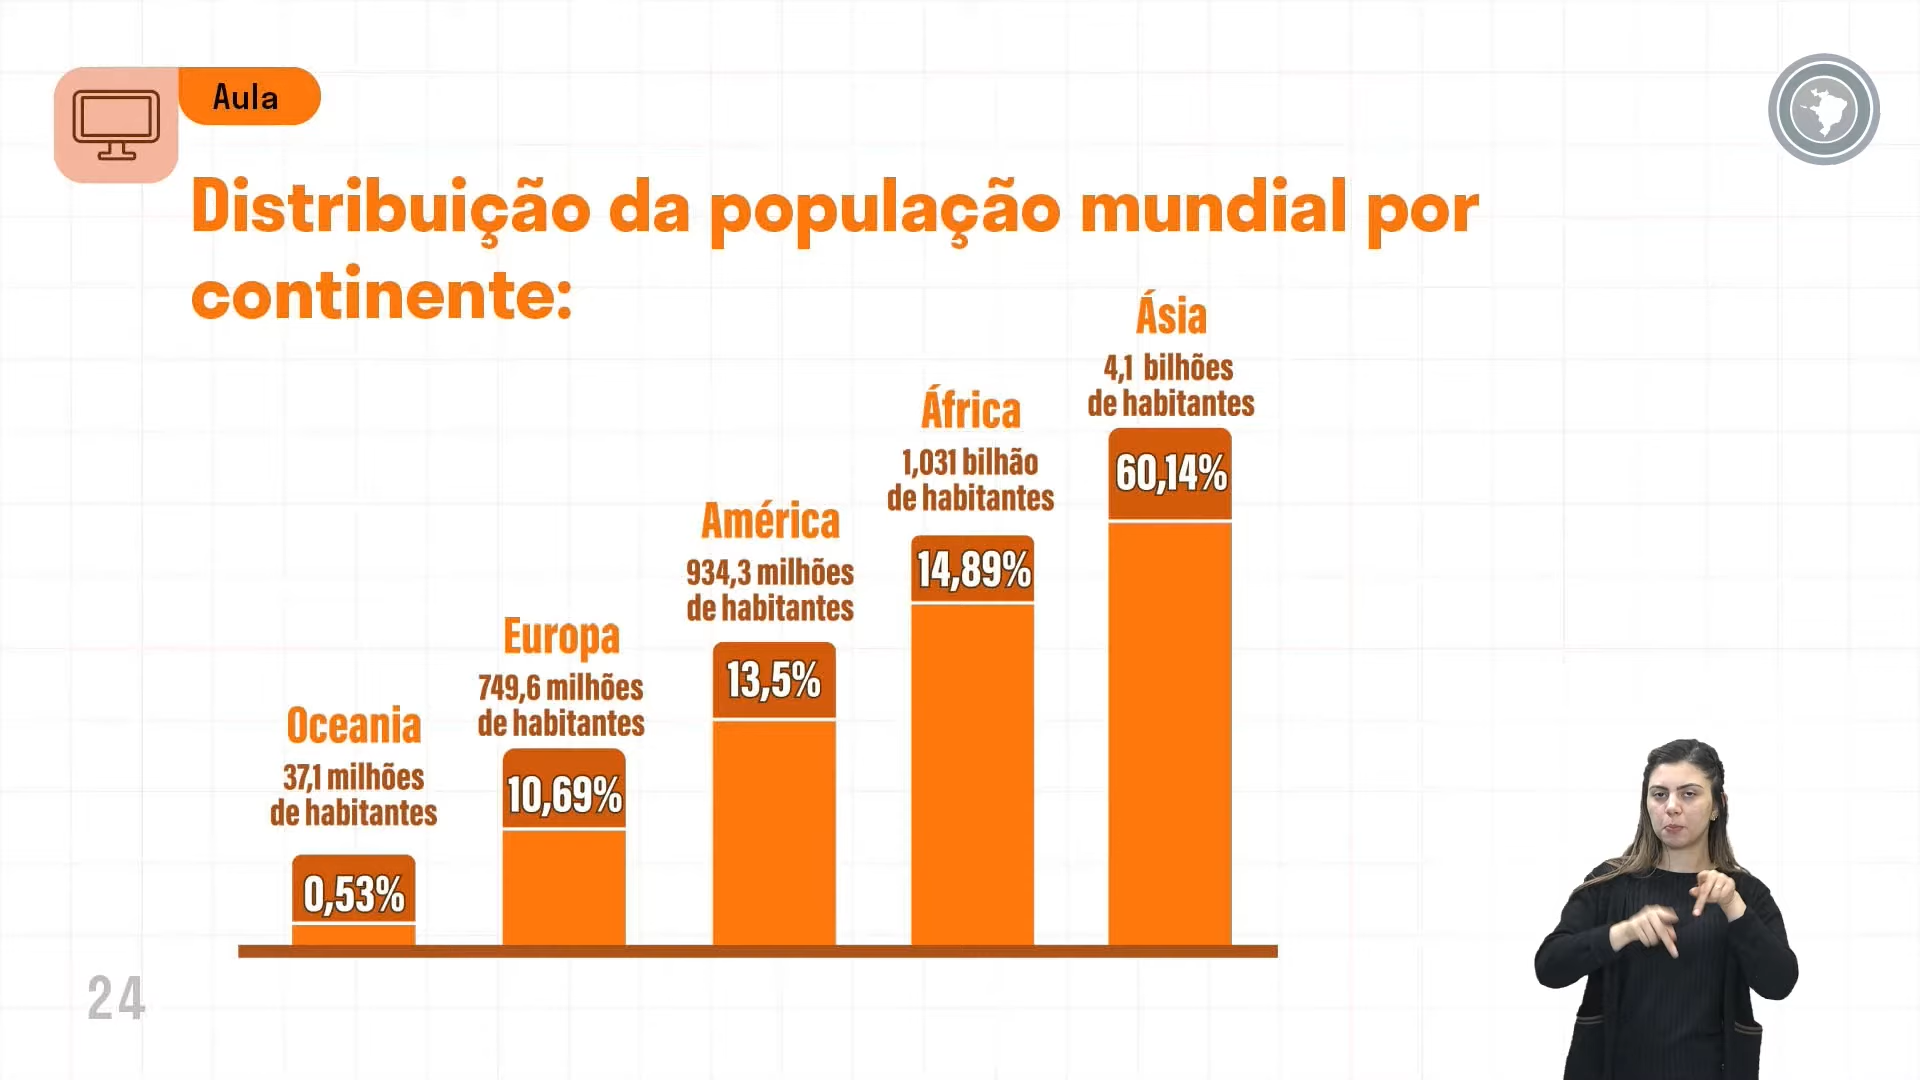 Aula
Distribuição da população mundial por
continente:
Oceania
37,1 milhões
de habitantes
0,53%
Europa
749,6 milhões
de habitantes
10,69%
América
934,3 milhões
de habitantes
13,5%
África
1,031 bilhão
de habitantes
14,89%
Ásia
4,1 bilhões
de habitantes
60,14%
24